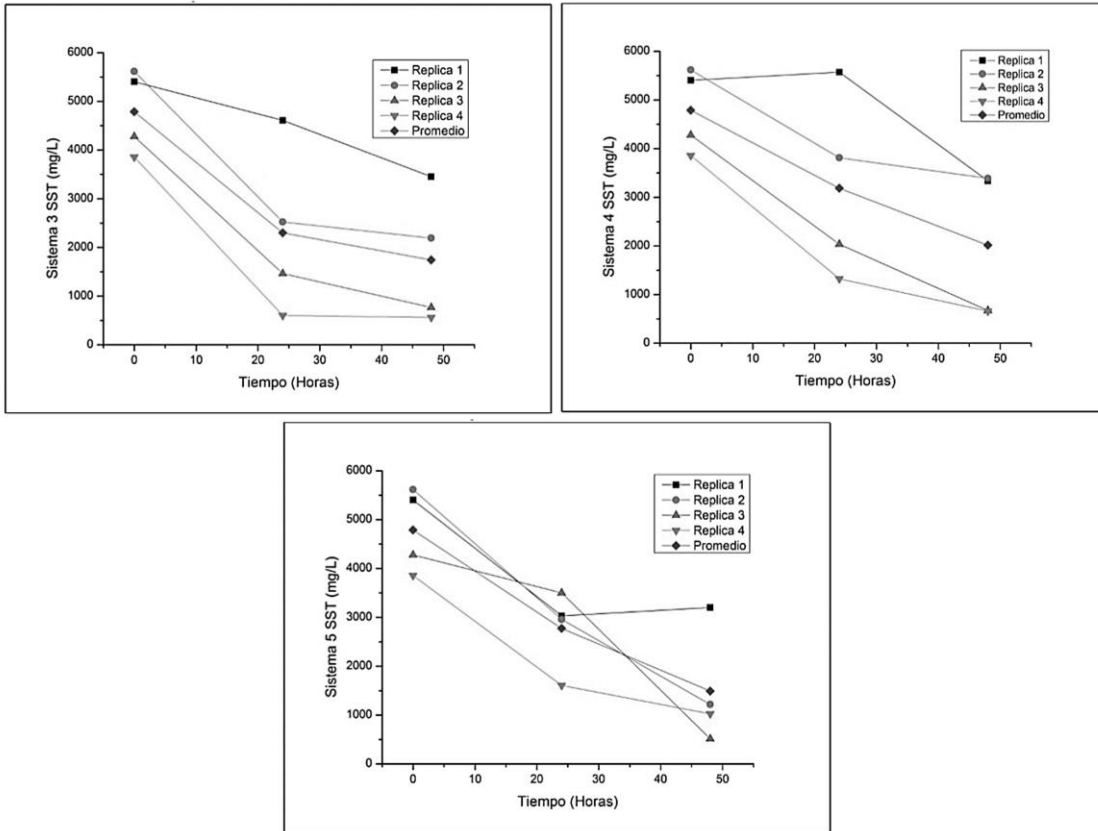 Sistema 3 SST (mg/L)
6000
5000
4000
3000
2000
1000
0
Replica 1
Replica 2
Replica 3
Replica 4
Promedio
0 10 20 30 40 50
Tiempo (Horas)
Sistema 4 SST (mg/L)
6000
5000
4000
3000
2000
1000
0
Replica 1
Replica 2
Replica 3
Replica 4
Promedio
0 10 20 30 40 50
Tiempo (Horas)
Sistema 5 SST (mg/L)
6000
5000
4000
3000
2000
1000
0
Replica 1
Replica 2
Replica 3
Replica 4
Promedio
0 10 20 30 40 50
Tiempo (Horas)